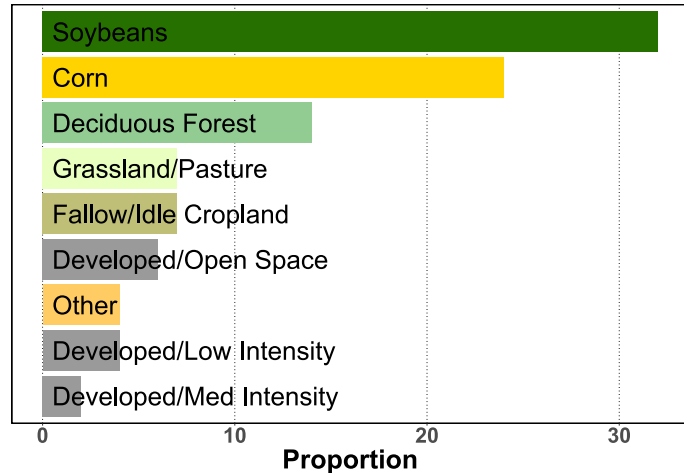 Soybeans
Corn
Deciduous Forest
Grassland/Pasture
Fallow/Idle Cropland
Developed/Open Space
Other
Developed/Low Intensity
Developed/Med Intensity
0 10 20 30
Proportion